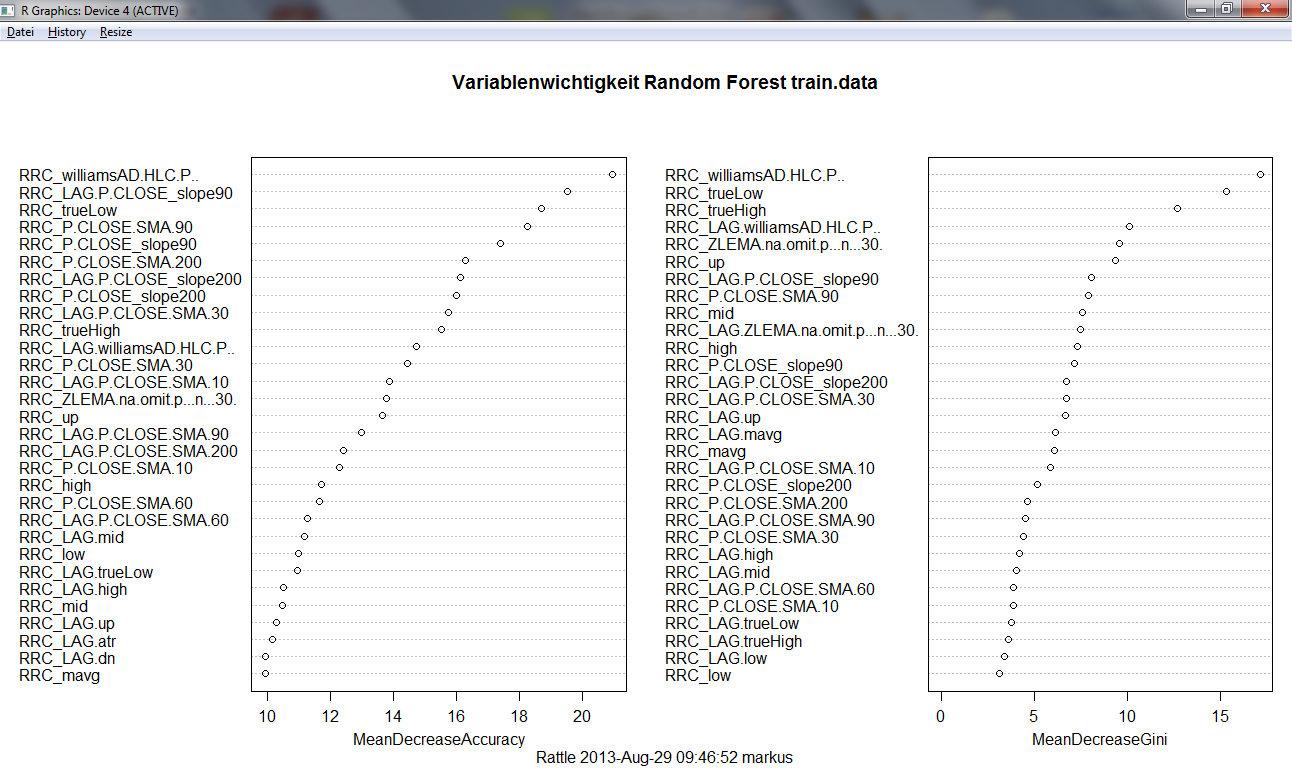 R Graphics: Device 4 (ACTIVE)
Datei History Resize
Variablenwichtigkeit Random Forest train.data
RRC_williamsAD.HLC.P..
RRC_LAG.P.CLOSE_slope90
RRC_trueLow
RRC_P.CLOSE.SMA.90
RRC_P.CLOSE_slope90
RRC_P.CLOSE.SMA.200
RRC_LAG.P.CLOSE_slope200
RRC_P.CLOSE_slope200
RRC_LAG.P.CLOSE.SMA.30
RRC_trueHigh
RRC_LAG.williamsAD.HLC.P..
RRC_P.CLOSE.SMA.30
RRC_LAG.P.CLOSE.SMA.10
RRC_ZLEMA.na.omit.p...n...30.
RRC_up
RRC_LAG.P.CLOSE.SMA.90
RRC_LAG.P.CLOSE.SMA.200
RRC_P.CLOSE.SMA.10
RRC_high
RRC_P.CLOSE.SMA.60
RRC_LAG.P.CLOSE.SMA.60
RRC_LAG.mid
RRC_low
RRC_LAG.trueLow
RRC_LAG.high
RRC_mid
RRC_LAG.up
RRC_LAG.atr
RRC_LAG.dn
RRC_mavg
10 12 14 16 18 20
MeanDecreaseAccuracy
RRC_williamsAD.HLC.P..
RRC_trueLow
RRC_trueHigh
RRC_LAG.williamsAD.HLC.P..
RRC_ZLEMA.na.omit.p...n...30.
RRC_up
RRC_LAG.P.CLOSE_slope90
RRC_P.CLOSE.SMA.90
RRC_mid
RRC_LAG.ZLEMA.na.omit.p...n...30.
RRC_high
RRC_P.CLOSE_slope90
RRC_LAG.P.CLOSE_slope200
RRC_LAG.P.CLOSE.SMA.30
RRC_LAG.up
RRC_LAG.mavg
RRC_mavg
RRC_LAG.P.CLOSE.SMA.10
RRC_P.CLOSE_slope200
RRC_P.CLOSE.SMA.200
RRC_LAG.P.CLOSE.SMA.90
RRC_P.CLOSE.SMA.30
RRC_LAG.high
RRC_LAG.mid
RRC_LAG.P.CLOSE.SMA.60
RRC_P.CLOSE.SMA.10
RRC_LAG.trueLow
RRC_LAG.trueHigh
RRC_LAG.low
RRC_low
0 5 10 15
MeanDecreaseGini
Rattle 2013-Aug-29 09:46:52 markus